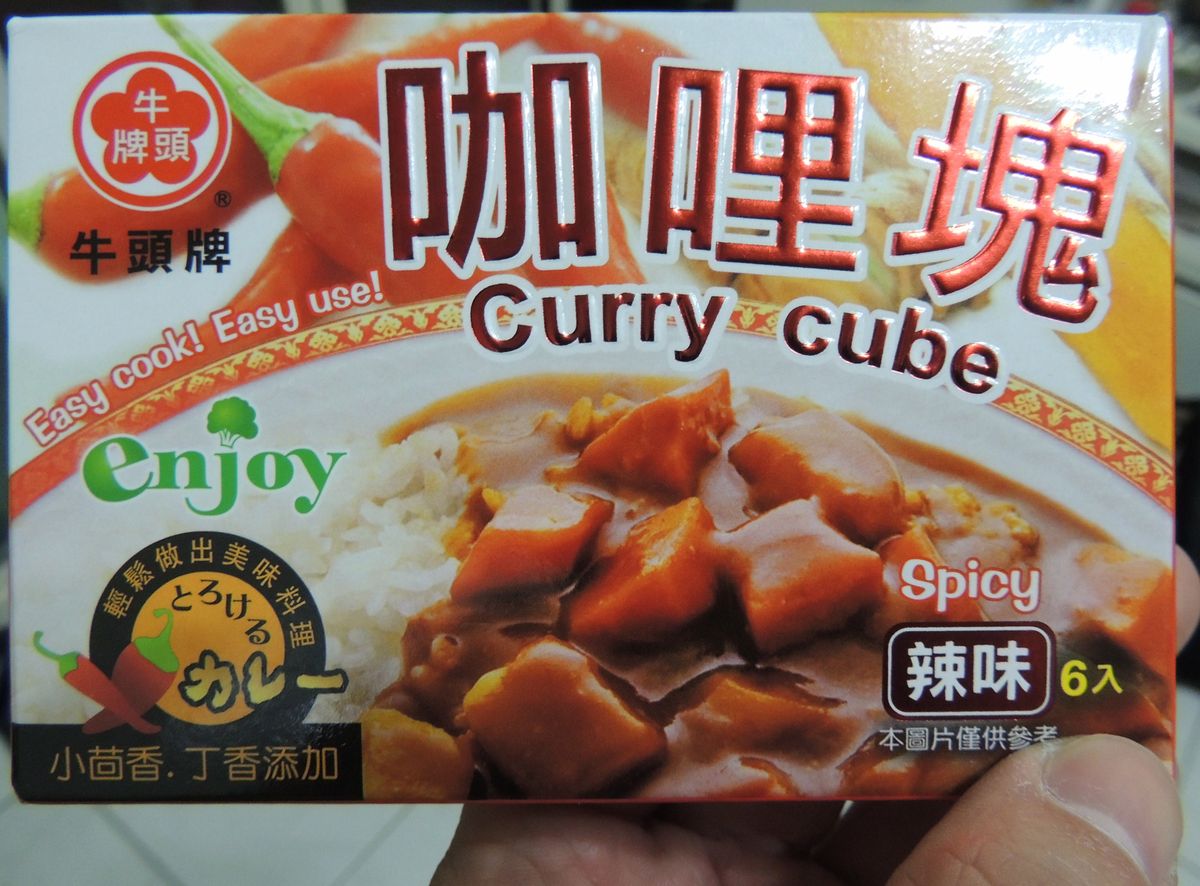 牛
牌頭
®
牛頭牌
咖哩塊
Curry cube
Easy cook! Easy use!
enjoy
輕鬆做出美味料理
とろける
カレー
小茴香.丁香添加
Spicy
辣味
6入
本圖片僅供參考